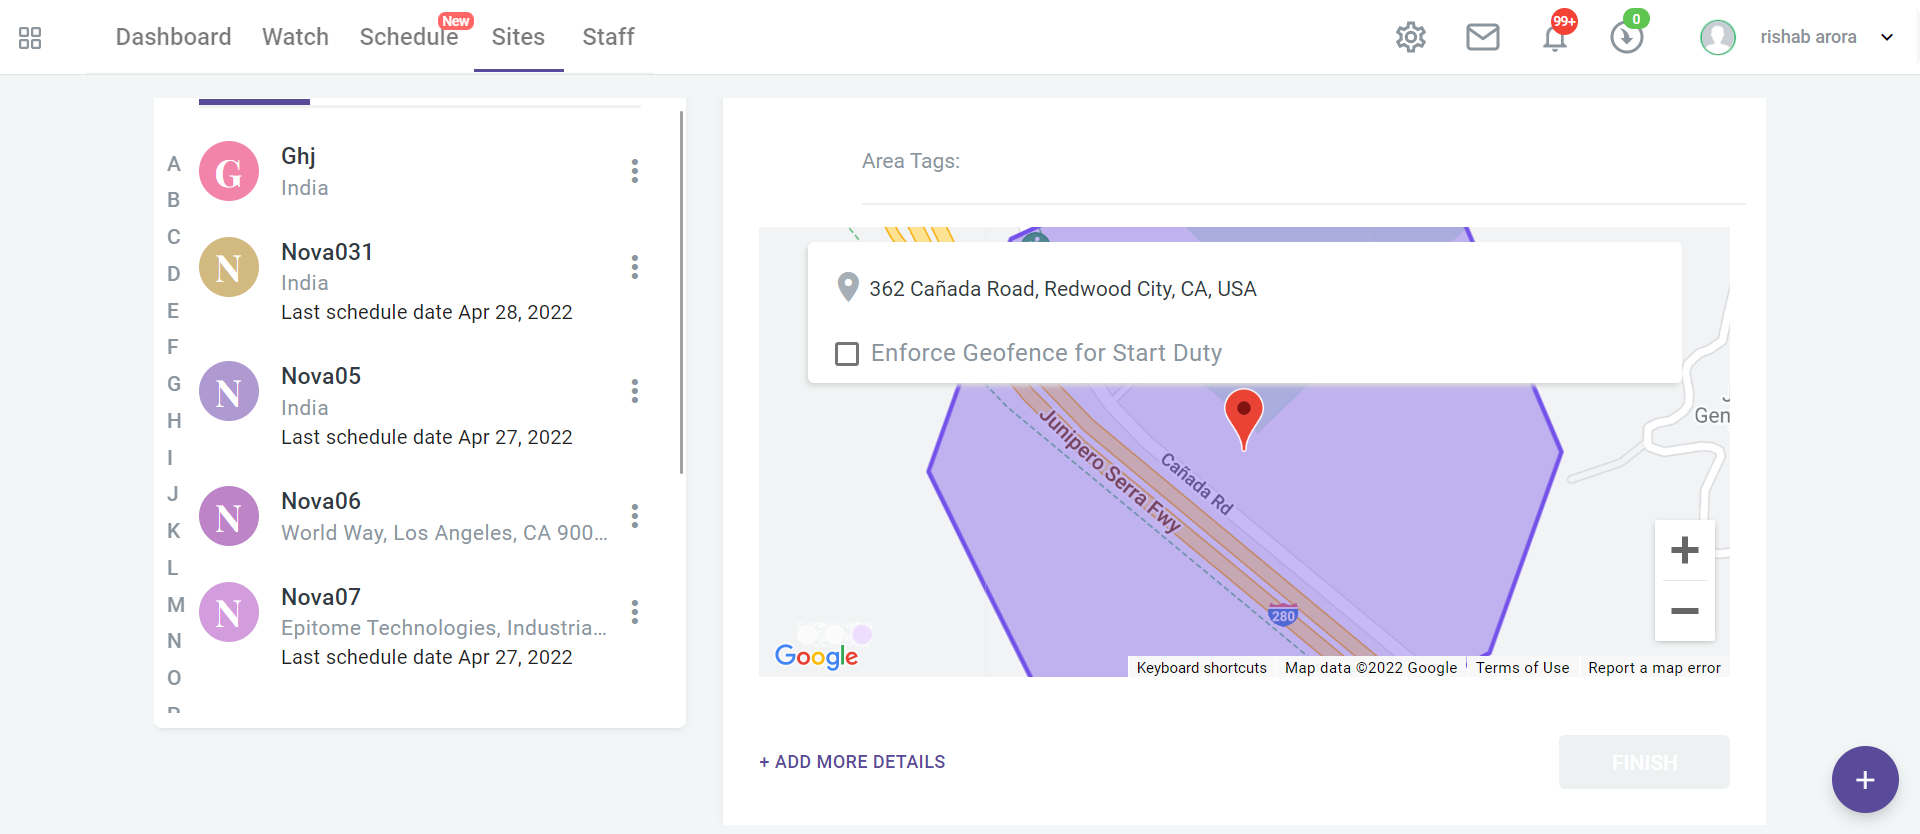 Dashboard Watch Schedule New Sites Staff 99+ 0 rishab arora
A
B
C
D
E
F
G
H
I
J
K
L
M
N
O
G Ghj
India
N Nova031
India
Last schedule date Apr 28, 2022
N Nova05
India
Last schedule date Apr 27, 2022
N Nova06
World Way, Los Angeles, CA 900...
N Nova07
Epitome Technologies, Industria...
Last schedule date Apr 27, 2022
Area Tags:
362 Cañada Road, Redwood City, CA, USA
Enforce Geofence for Start Duty
Junipero Serra Fwy
Cañada Rd
280
Gen
Google
Keyboard shortcuts Map data ©2022 Google Terms of Use Report a map error
+ ADD MORE DETAILS
FINISH